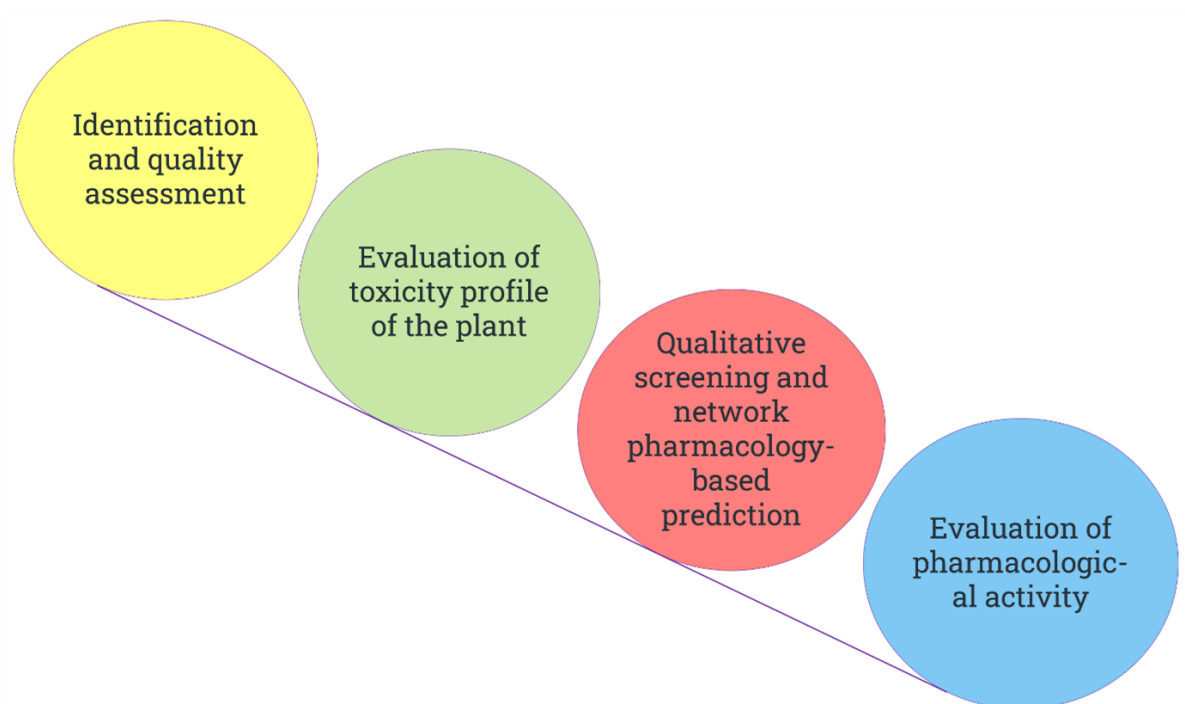 Identification
and quality
assessment
Evaluation of
toxicity profile
of the plant
Qualitative
screening and
network
pharmacology-
based
prediction
Evaluation of
pharmacologic-
al activity